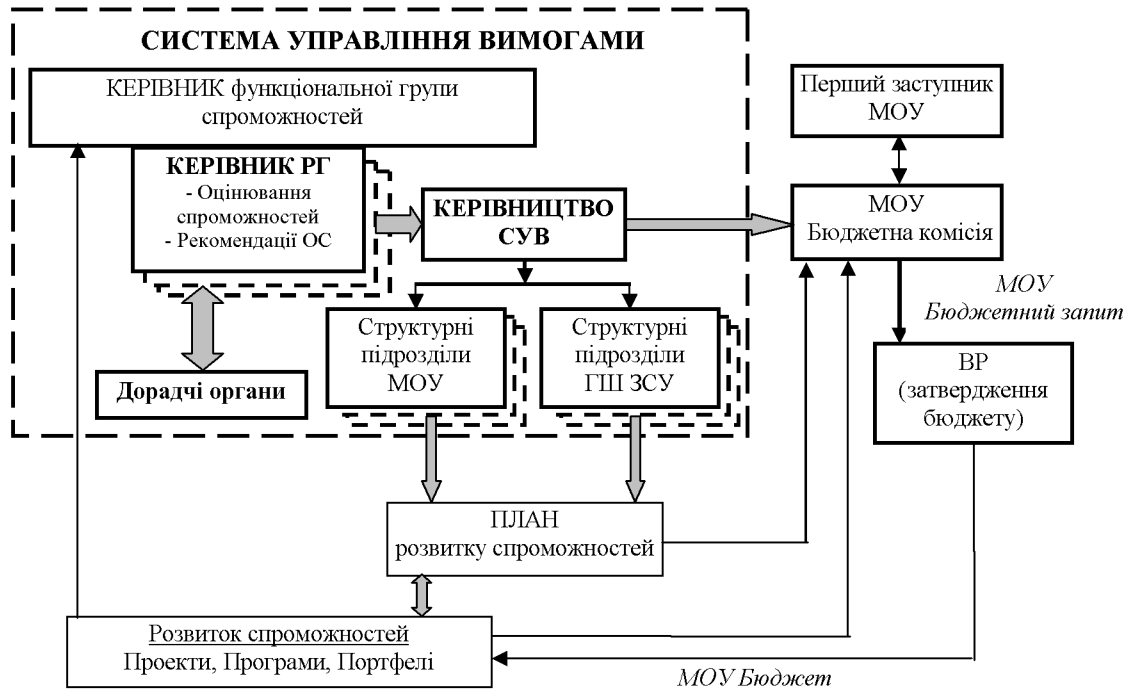 СИСТЕМА УПРАВЛІННЯ ВИМОГАМИ
КЕРІВНИК функціональної групи
спроможностей
КЕРІВНИК РГ
- Оцінювання
спроможностей
- Рекомендації ОС
КЕРІВНИЦТВО
СУВ
Перший заступник
МОУ
МОУ
Бюджетна комісія
МОУ
Бюджетний запит
Дорадчі органи
Структурні
підрозділи
МОУ
Структурні
підрозділи
ГШ ЗСУ
ВР
(затвердження
бюджету)
ПЛАН
розвитку спроможностей
Розвиток спроможностей
Проекти, Програми, Портфелі
МОУ Бюджет